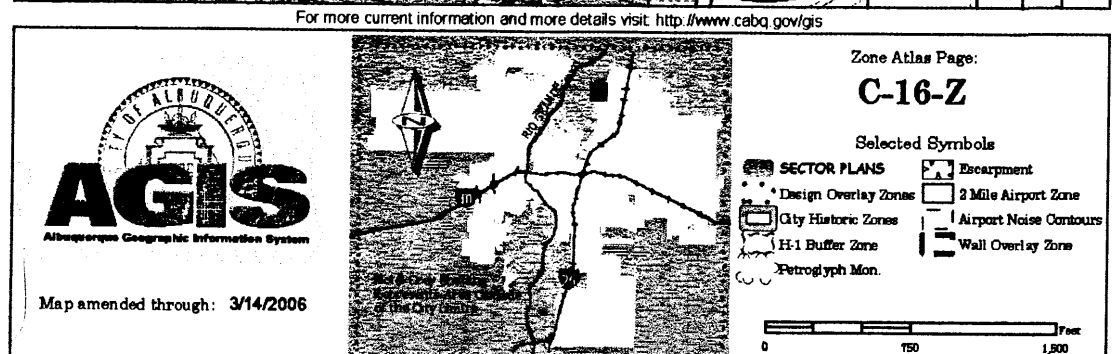 For more current information and more details visit: http://www.cabq.gov/gis
CITY OF ALBUQUERQUE
AGIS
Albuquerque Geographic Information System
Map amended through: 3/14/2006
RIO GRANDE
N
Zone Atlas Page:
C-16-Z
Selected Symbols
SECTOR PLANS
Design Overlay Zones
City Historic Zones
H-1 Buffer Zone
Petroglyph Mon.
Escarpment
2 Mile Airport Zone
Airport Noise Contours
Wall Overlay Zone
Feet
0 750 1,500